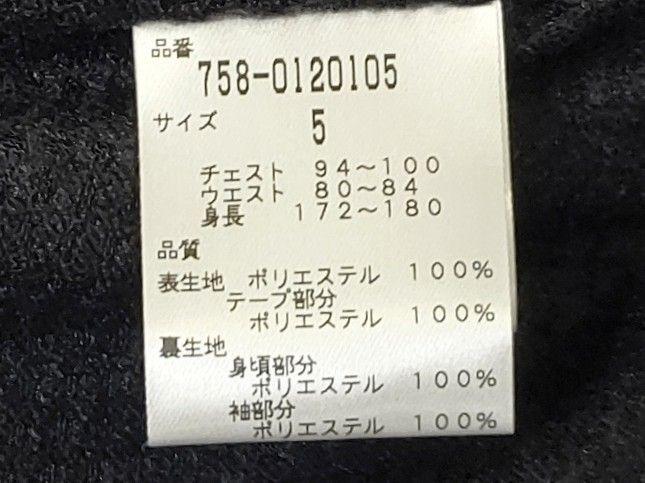 品番
758-0120105
サイズ 5
チェスト 94～100
ウエスト 80～84
身長 172～180
品質
表生地 ポリエステル 100%
テープ部分
ポリエステル 100%
裏生地
身頃部分
ポリエステル 100%
袖部分
ポリエステル 100%